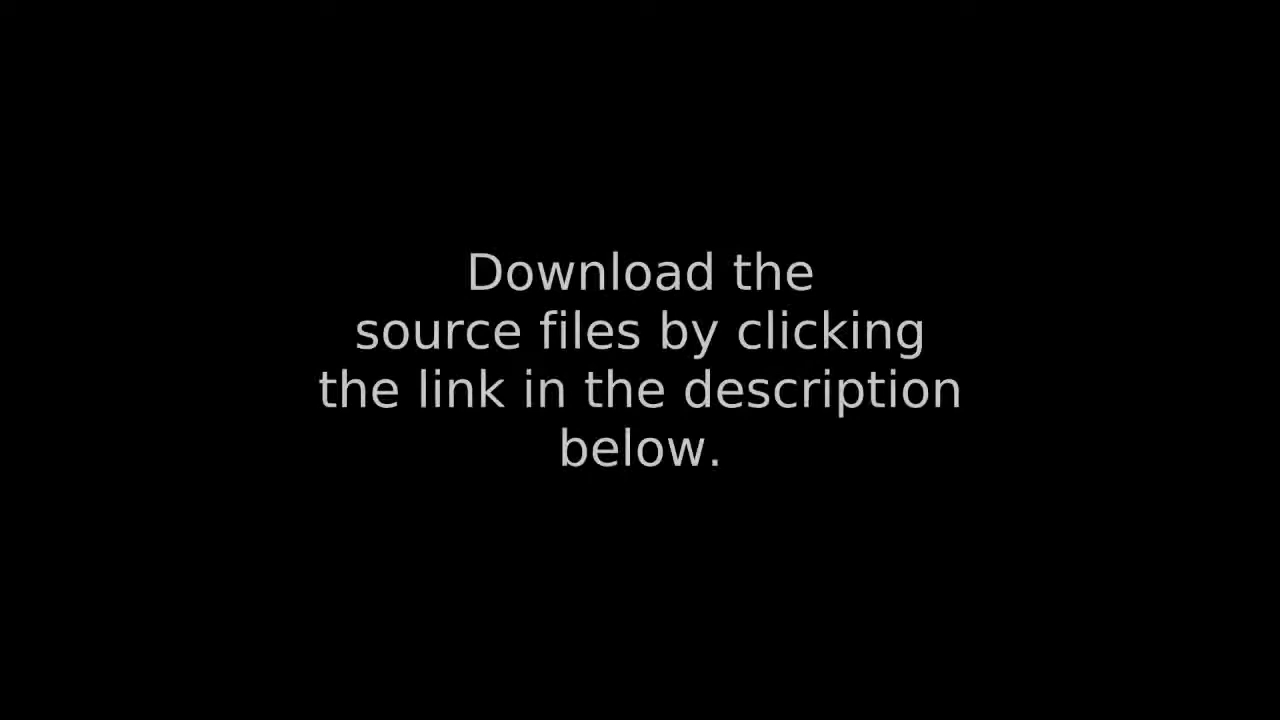 Download the
source files by clicking
the link in the description
below.